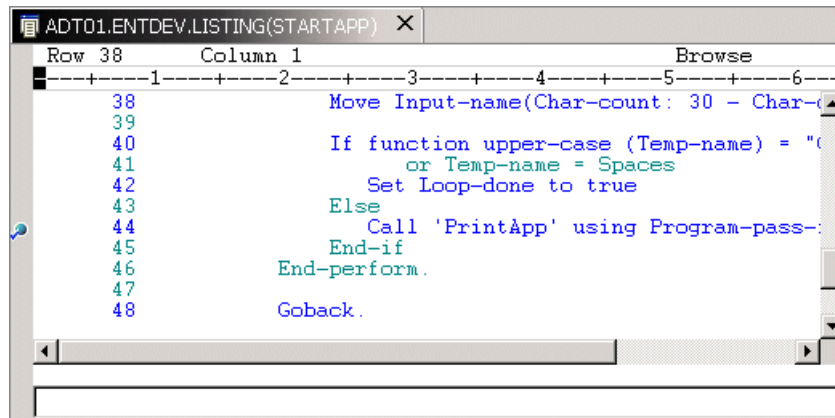 ADT01.ENTDEV.LISTING(STARTAPP)
Row 38 Column 1 Browse
----+----1----+----2----+----3----+----4----+----5----+----6---
38 Move Input-name(Char-count: 30 - Char-
39
40 If function upper-case (Temp-name) = "
41 or Temp-name = Spaces
42 Set Loop-done to true
43 Else
44 Call 'PrintApp' using Program-pass-
45 End-if
46 End-perform.
47
48 Goback.